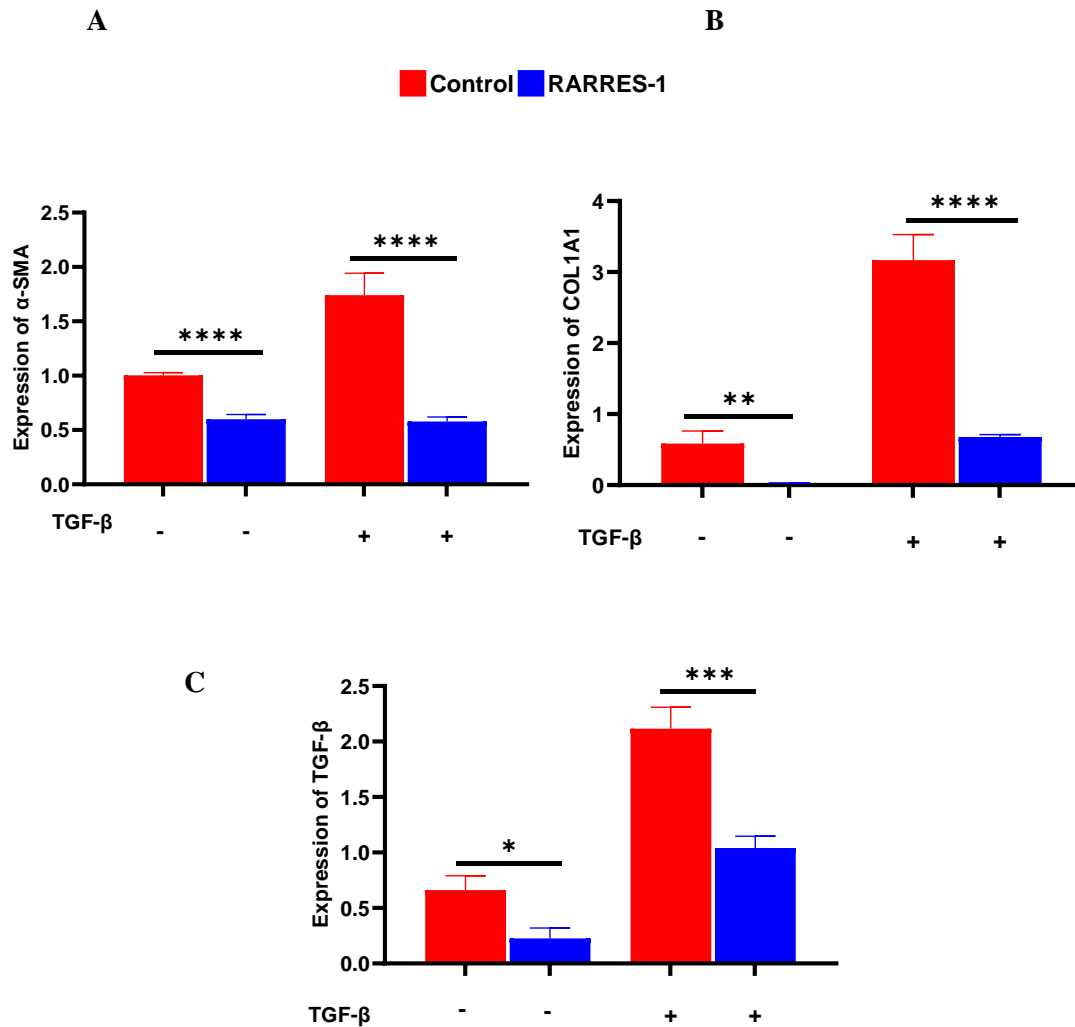 A
B
Control RARRES-1
Expression of α-SMA
2.5
2.0
1.5
1.0
0.5
0.0
****
****
TGF-β - - + +
Expression of COL1A1
4
3
2
1
0
**
****
TGF-β - - + +
C
Expression of TGF-β
2.5
2.0
1.5
1.0
0.5
0.0
*
***
TGF-β - - + +